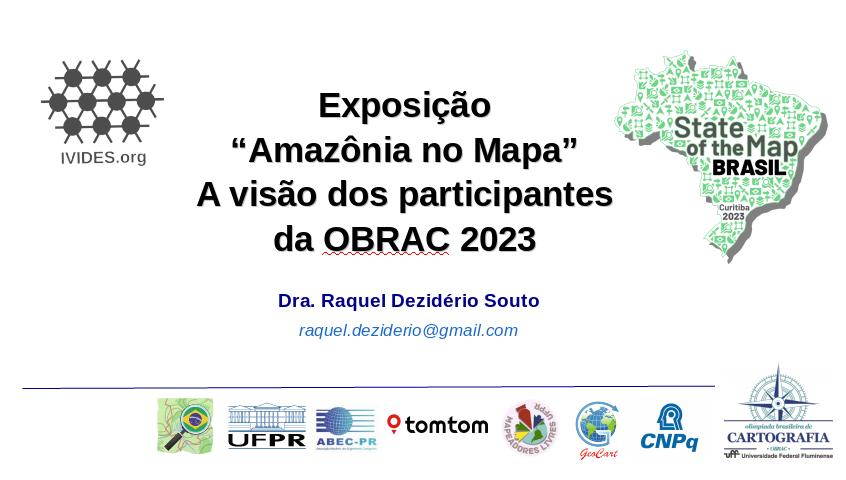 IVIDES.org
Exposição
“Amazônia no Mapa”
A visão dos participantes
da OBRAC 2023
State
of the Map
BRASIL
Curitiba
2023
Dra. Raquel Dezidério Souto
raquel.deziderio@gmail.com
UFPR
ABEC-PR
tomtom
MAPEADORES LIVRES UFPR
GeoCart
CNPq
olimpíada brasileira de
CARTOGRAFIA
OBRAC
uff Universidade Federal Fluminense